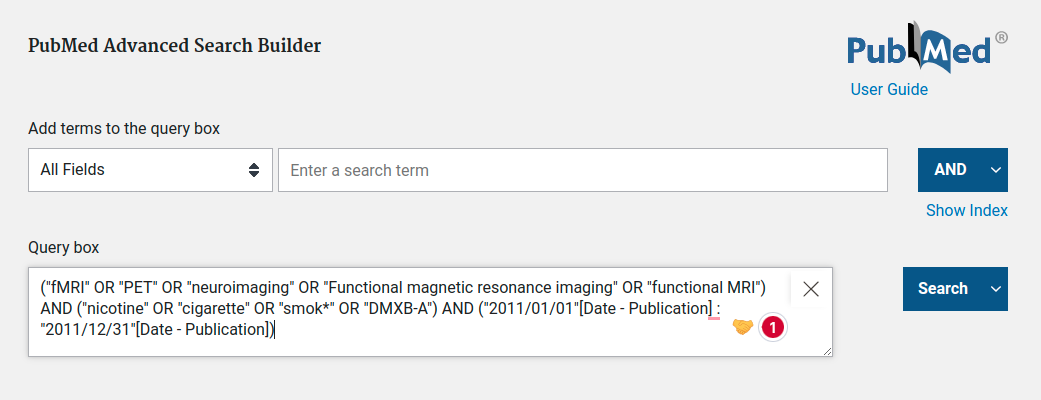 PubMed Advanced Search Builder
PubMed®
User Guide
Add terms to the query box
All Fields
Enter a search term
AND
Show Index
Query box
("fMRI" OR "PET" OR "neuroimaging" OR "Functional magnetic resonance imaging" OR "functional MRI")
AND ("nicotine" OR "cigarette" OR "smok*" OR "DMXB-A") AND ("2011/01/01"[Date - Publication] :
"2011/12/31"[Date - Publication])
1
Search